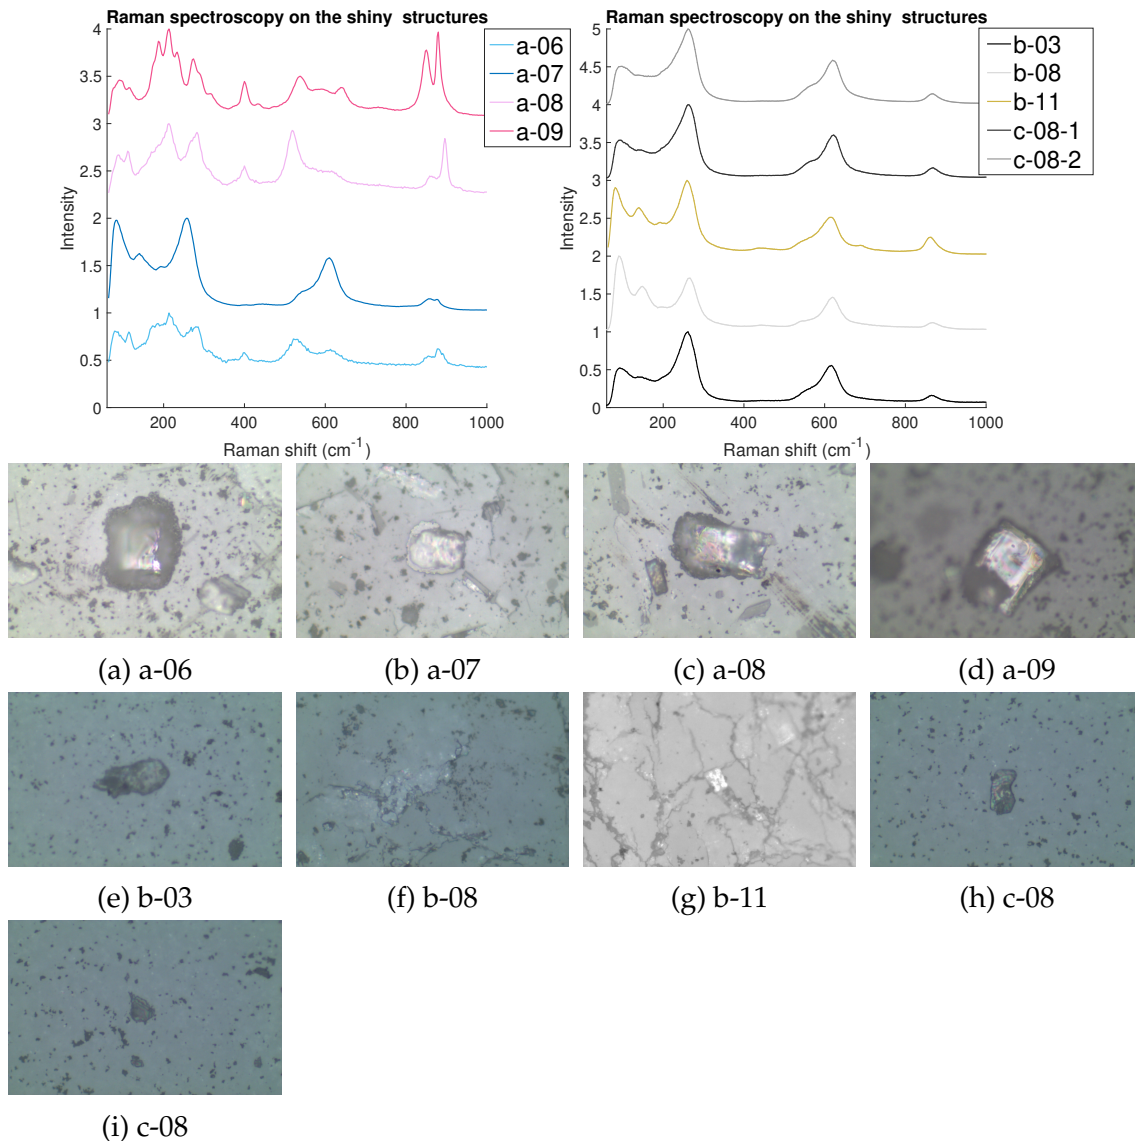 Raman spectroscopy on the shiny structures
4
3.5
3
2.5
2
1.5
1
0.5
0
Intensity
200
400
600
800
1000
Raman shift (cm⁻¹)
a-06
a-07
a-08
a-09
Raman spectroscopy on the shiny structures
5
4.5
4
3.5
3
2.5
2
1.5
1
0.5
0
Intensity
200
400
600
800
1000
Raman shift (cm⁻¹)
b-03
b-08
b-11
c-08-1
c-08-2
(a) a-06
(b) a-07
(c) a-08
(d) a-09
(e) b-03
(f) b-08
(g) b-11
(h) c-08
(i) c-08